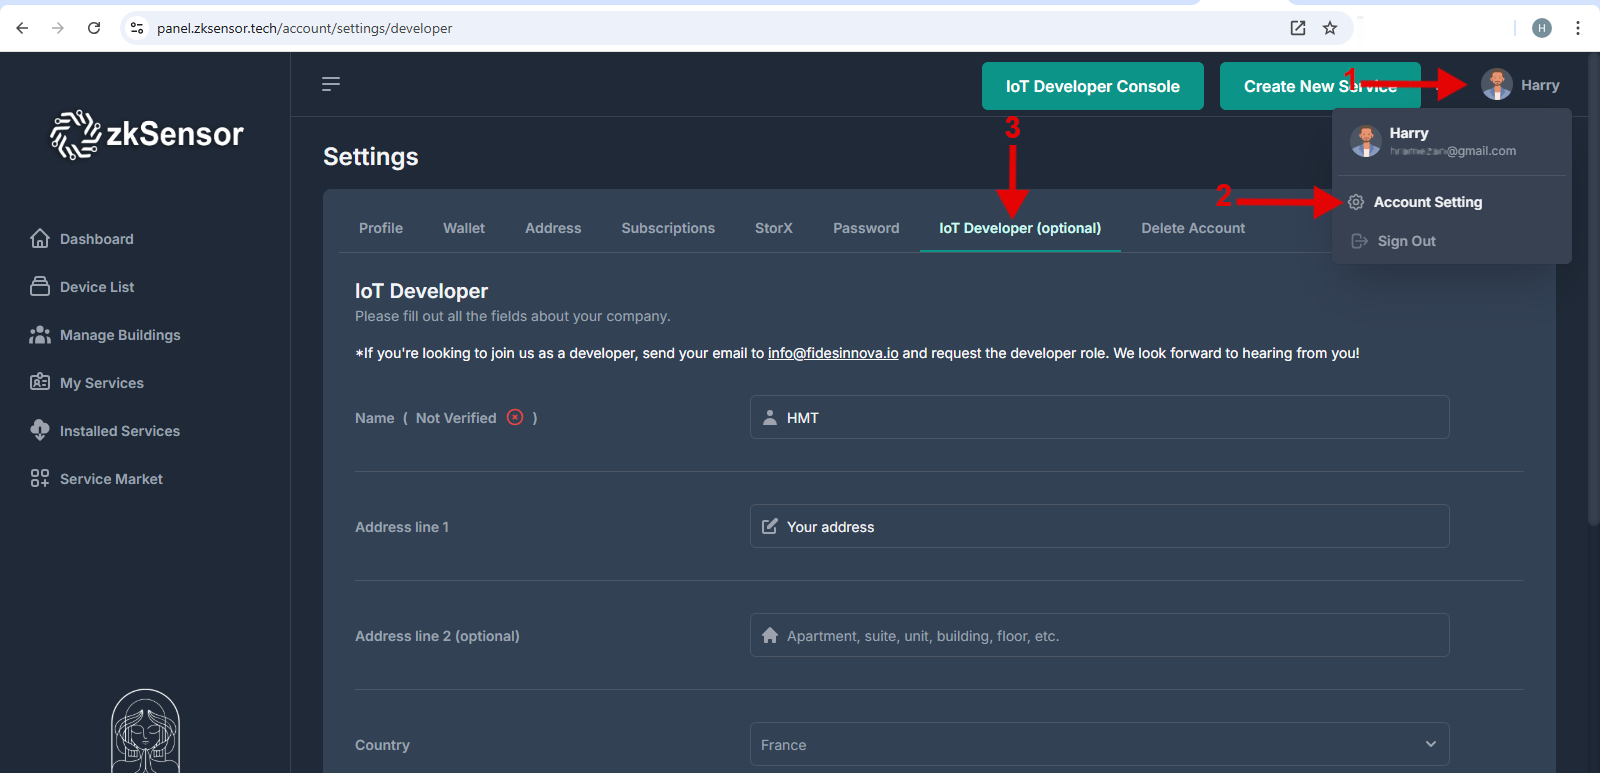 panel.zksensor.tech/account/settings/developer
H
zkSensor
IoT Developer Console
Create New Service
1
Harry
Harry
@gmail.com
2
Account Setting
Sign Out
3
Settings
Dashboard
Device List
Manage Buildings
My Services
Installed Services
Service Market
Profile
Wallet
Address
Subscriptions
StorX
Password
IoT Developer (optional)
Delete Account
IoT Developer
Please fill out all the fields about your company.
*If you're looking to join us as a developer, send your email to info@fidesinnova.io and request the developer role. We look forward to hearing from you!
Name ( Not Verified )
HMT
Address line 1
Your address
Address line 2 (optional)
Apartment, suite, unit, building, floor, etc.
Country
France